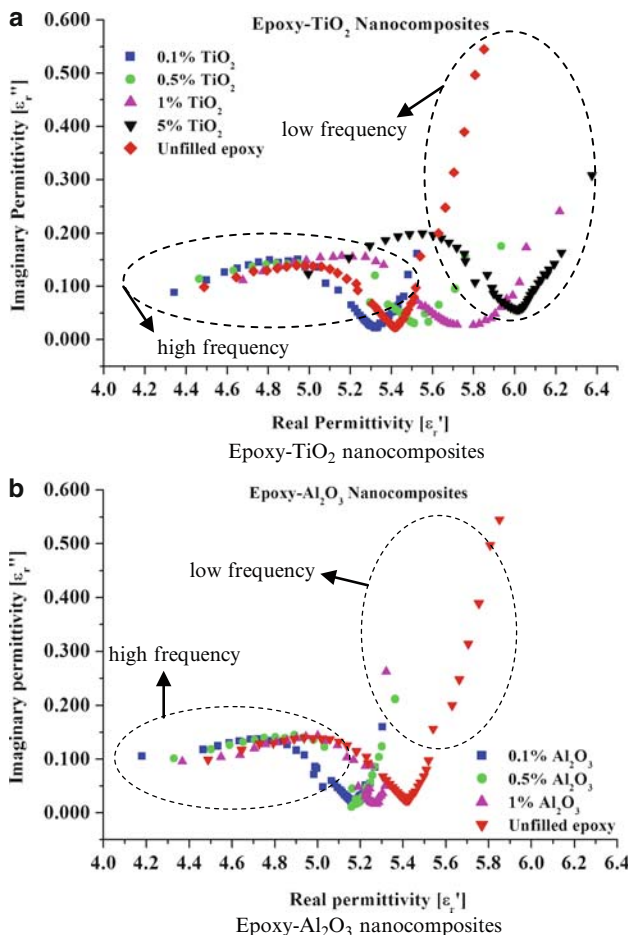 a
Epoxy-TiO₂ Nanocomposites
0.1% TiO₂
0.5% TiO₂
1% TiO₂
5% TiO₂
Unfilled epoxy
low frequency
high frequency
Imaginary Permittivity [εᵣ'']
0.600
0.500
0.400
0.300
0.200
0.100
0.000
4.0 4.2 4.4 4.6 4.8 5.0 5.2 5.4 5.6 5.8 6.0 6.2 6.4
Real Permittivity [εᵣ']
Epoxy-TiO₂ nanocomposites
b
Epoxy-Al₂O₃ Nanocomposites
low frequency
high frequency
0.1% Al₂O₃
0.5% Al₂O₃
1% Al₂O₃
Unfilled epoxy
Imaginary permittivity [εᵣ'']
0.600
0.500
0.400
0.300
0.200
0.100
0.000
4.0 4.2 4.4 4.6 4.8 5.0 5.2 5.4 5.6 5.8 6.0 6.2 6.4
Real permittivity [εᵣ']
Epoxy-Al₂O₃ nanocomposites